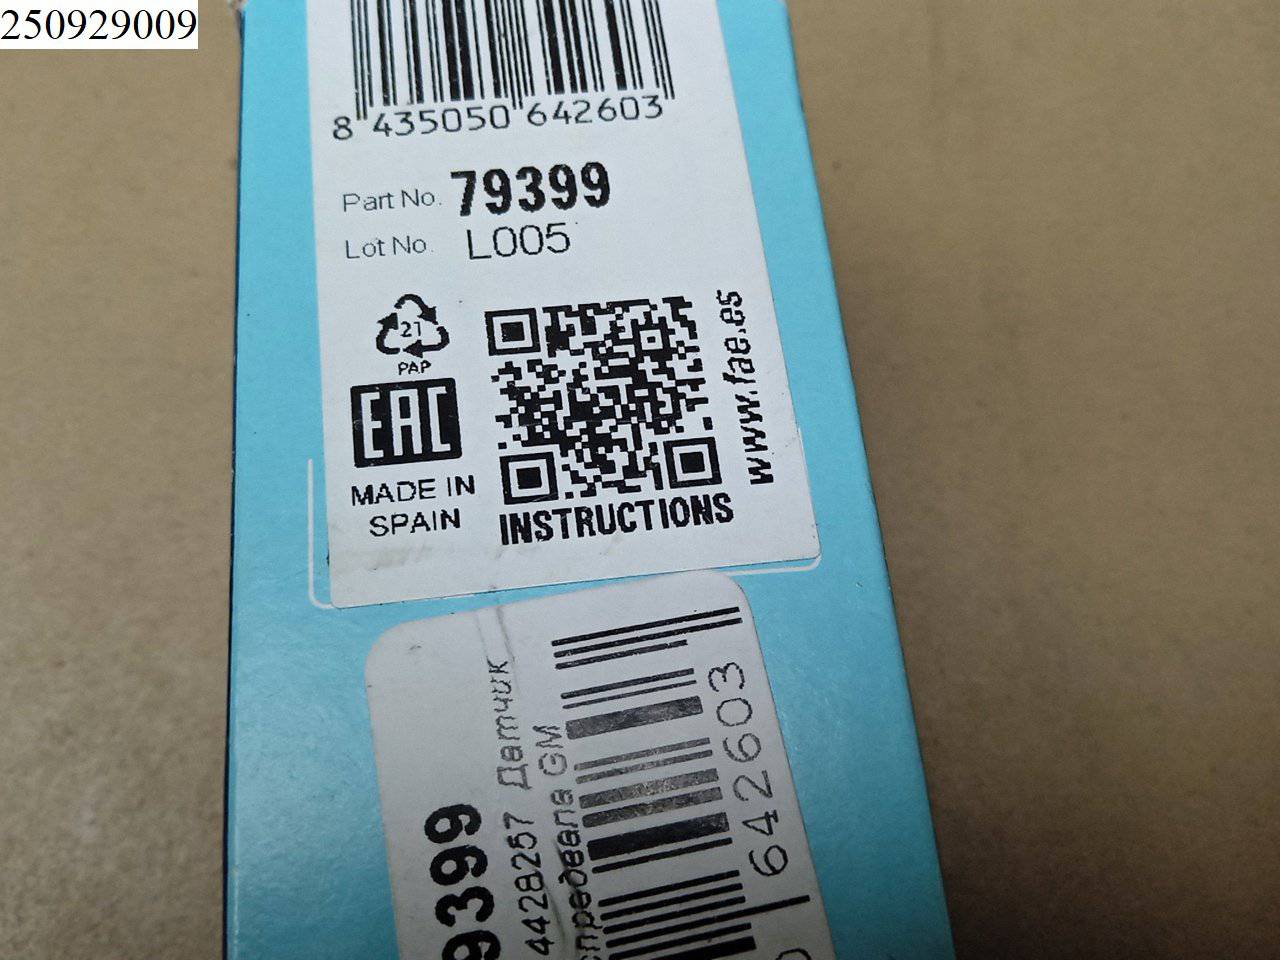 250929009
8 435050 642603
Part No. 79399
Lot No. L005
21
PAP
EAC
MADE IN
SPAIN
INSTRUCTIONS
www.fae.es
9399
4428257 Датчик
спредвала GM
642603